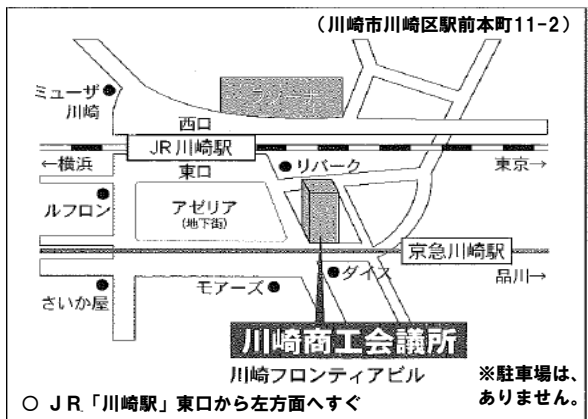 （川崎市川崎区駅前本町11-2）
ミューザ
川崎
ラゾーナ
西口
JR川崎駅
←横浜
東口
リバーク
東京→
ルフロン
アゼリア
(地下街)
京急川崎駅
ダイス
品川→
さいか屋
モアーズ
川崎商工会議所
川崎フロンティアビル
※駐車場は、
ありません。
○ JR「川崎駅」東口から左方面へすぐ